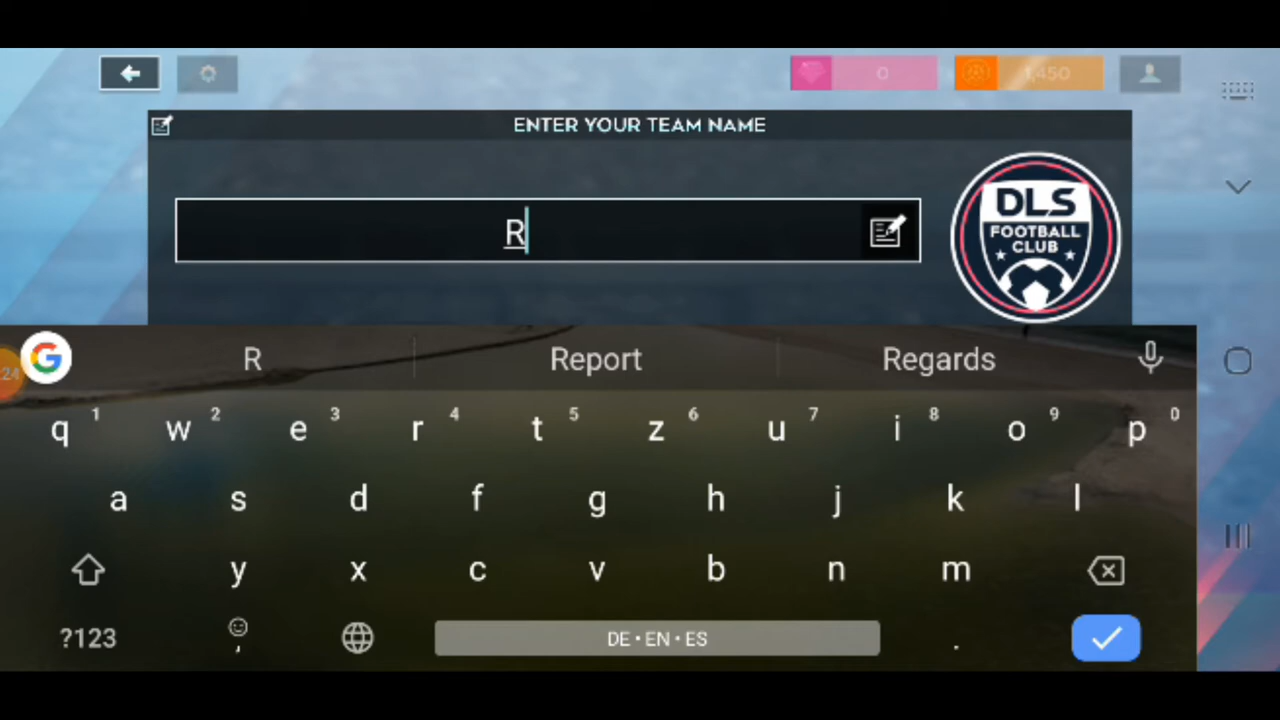 0
1,450
ENTER YOUR TEAM NAME
R
DLS
FOOTBALL
CLUB
24
G
R Report Regards
q 1 w 2 e 3 r 4 t 5 z 6 u 7 i 8 o 9 p 0
a s d f g h j k l
y x c v b n m
?123 , DE • EN • ES .